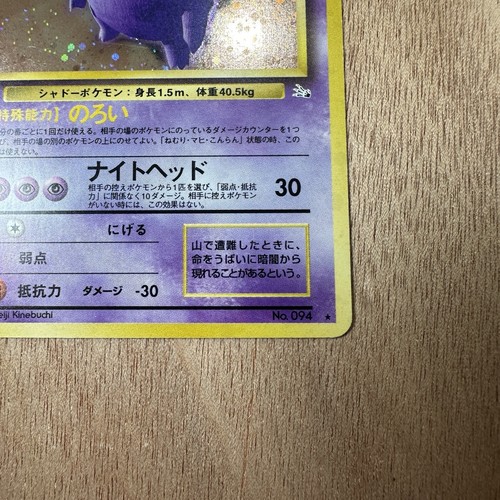 シャドーポケモン：身長1.5m、体重40.5kg
特殊能力］のろい
分の番ごとに1回だけ使える。相手の場のポケモンにのっているダメージカウンターを1つ
び、相手の場の別のポケモンの上にのせてよい。「ねむり・マヒ・こんらん」状態の時、この
は使えない。
ナイトヘッド
相手の控えポケモンから1匹を選び、「弱点・抵抗
力」に関係なく10ダメージ。相手に控えポケモン
がいない時には、この効果はない。
30
にげる
弱点
抵抗力 ダメージ -30
山で遭難したときに、
命をうばいに暗闇から
現れることがあるという。
eiji Kinebuchi
No. 094 ★